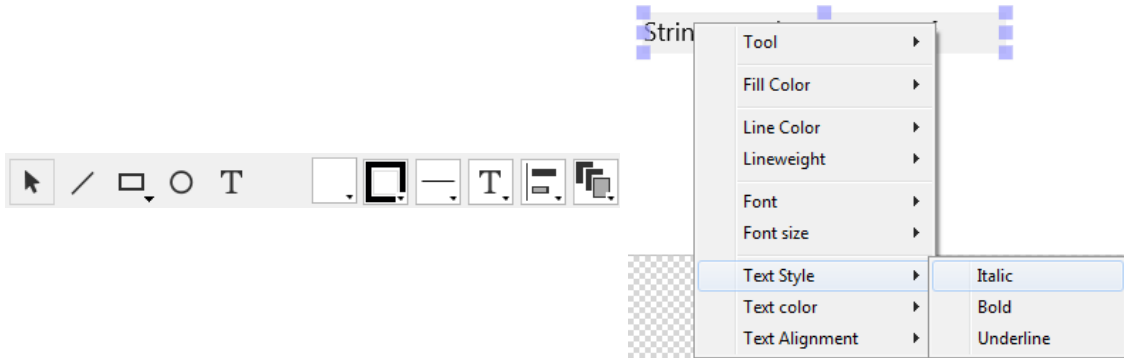 T
T
Strin
Tool
Fill Color
Line Color
Lineweight
Font
Font size
Text Style
Italic
Text color
Bold
Text Alignment
Underline